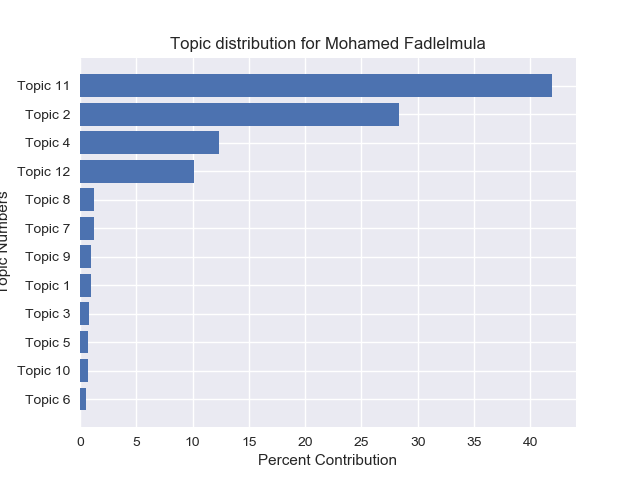 Topic distribution for Mohamed Fadlelmula
Topic 11
Topic 2
Topic 4
Topic 12
Topic 8
Topic 7
Topic 9
Topic 1
Topic 3
Topic 5
Topic 10
Topic 6
Topic Numbers
0 5 10 15 20 25 30 35 40
Percent Contribution